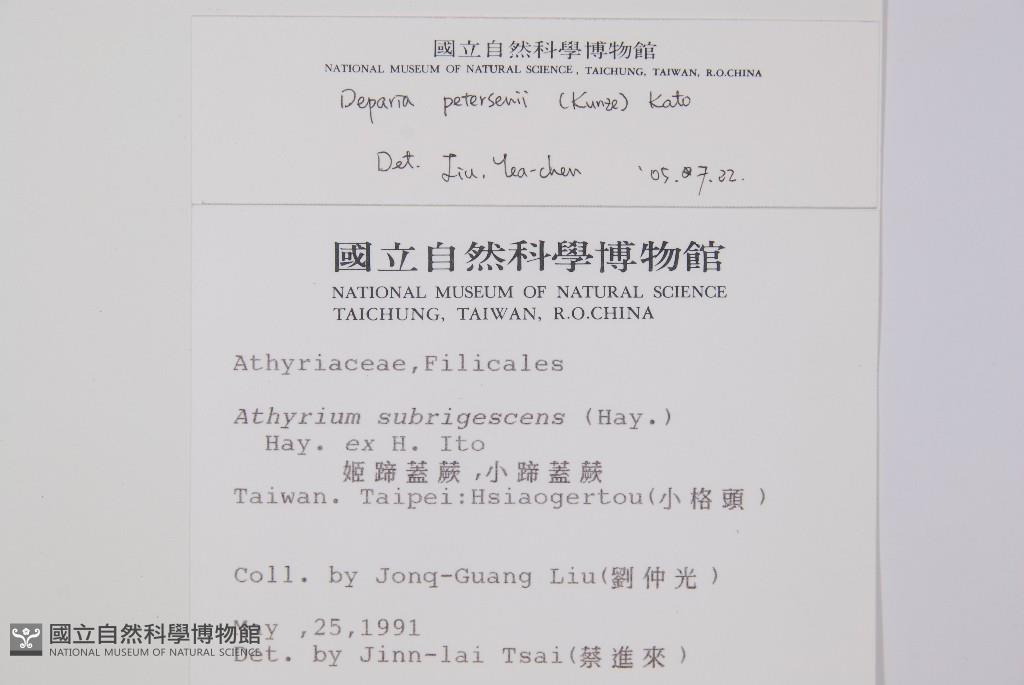 國立自然科學博物館
NATIONAL MUSEUM OF NATURAL SCIENCE, TAICHUNG, TAIWAN, R.O.CHINA
Deparia petersenii (Kunze) Kato
Det. Liu, Yea-chen '05.07.22.
國立自然科學博物館
NATIONAL MUSEUM OF NATURAL SCIENCE
TAICHUNG, TAIWAN, R.O.CHINA
Athyriaceae,Filicales
Athyrium subrigescens (Hay.)
Hay. ex H. Ito
姬蹄蓋蕨,小蹄蓋蕨
Taiwan. Taipei:Hsiaogertou(小格頭)
Coll. by Jonq-Guang Liu(劉仲光)
May ,25,1991
Det. by Jinn-lai Tsai(蔡進來)
國立自然科學博物館
NATIONAL MUSEUM OF NATURAL SCIENCE